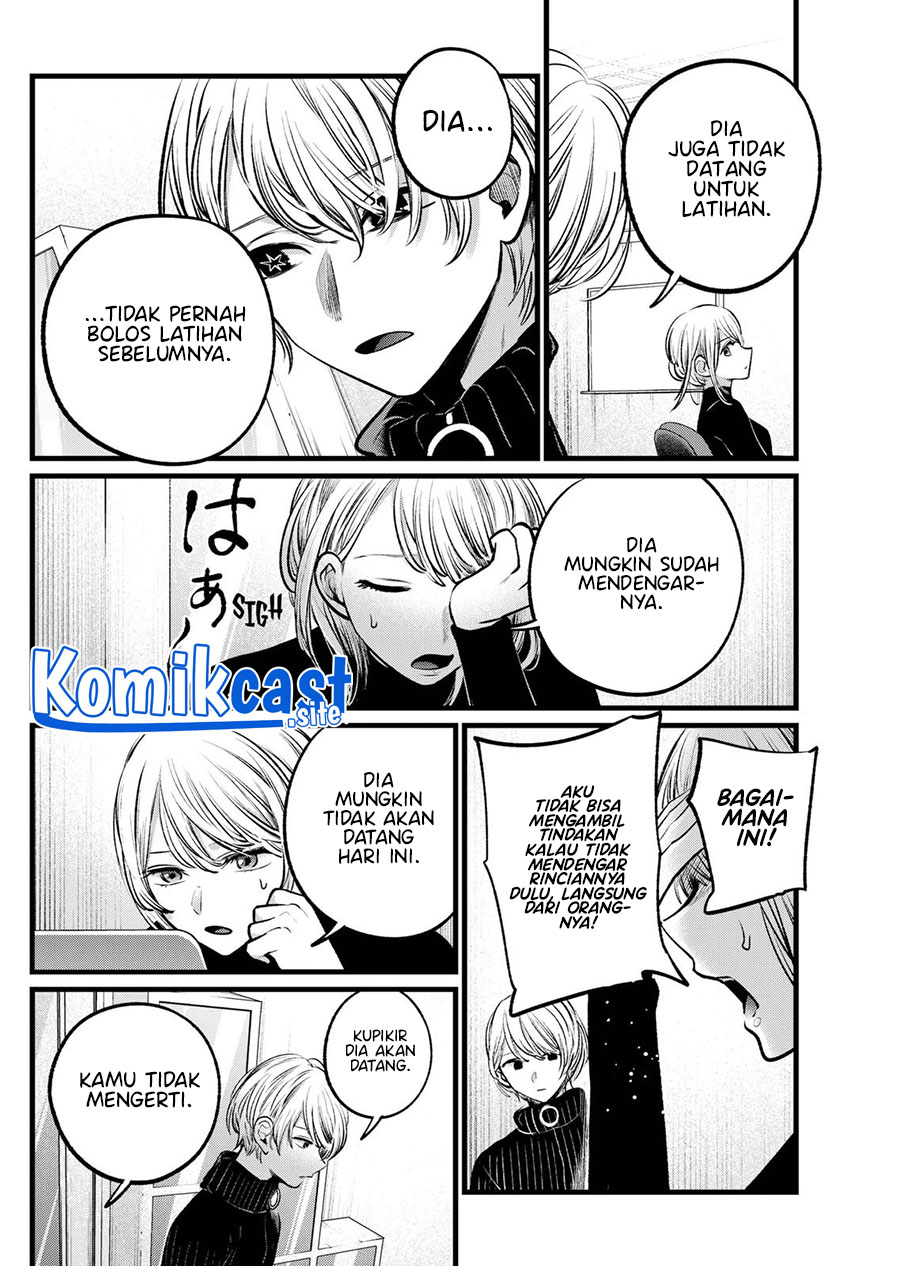 DIA
JUGA TIDAK
DATANG
UNTUK
LATIHAN.
DIA...
...TIDAK PERNAH
BOLOS LATIHAN
SEBELUMNYA.
DIA
MUNGKIN SUDAH
MENDENGAR-
NYA.
はぁ
SIGH
Komikcast
.site
BAGAI-
MANA
INI!
AKU
TIDAK BISA
MENGAMBIL
TINDAKAN
KALAU TIDAK
MENDENGAR
RINCIANNYA
DULU, LANGSUNG
DARI ORANG-
NYA!
DIA
MUNGKIN
TIDAK AKAN
DATANG
HARI INI.
KUPIKIR
DIA AKAN
DATANG.
KAMU TIDAK
MENGERTI.